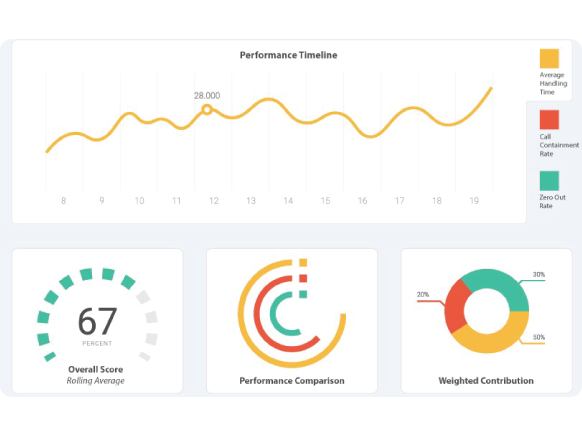 Performance Timeline
28.000
8 9 10 11 12 13 14 15 16 17 18 19
Average
Handling
Time
Call
Containment
Rate
Zero Out
Rate
67
PERCENT
Overall Score
Rolling Average
Performance Comparison
30%
20%
50%
Weighted Contribution